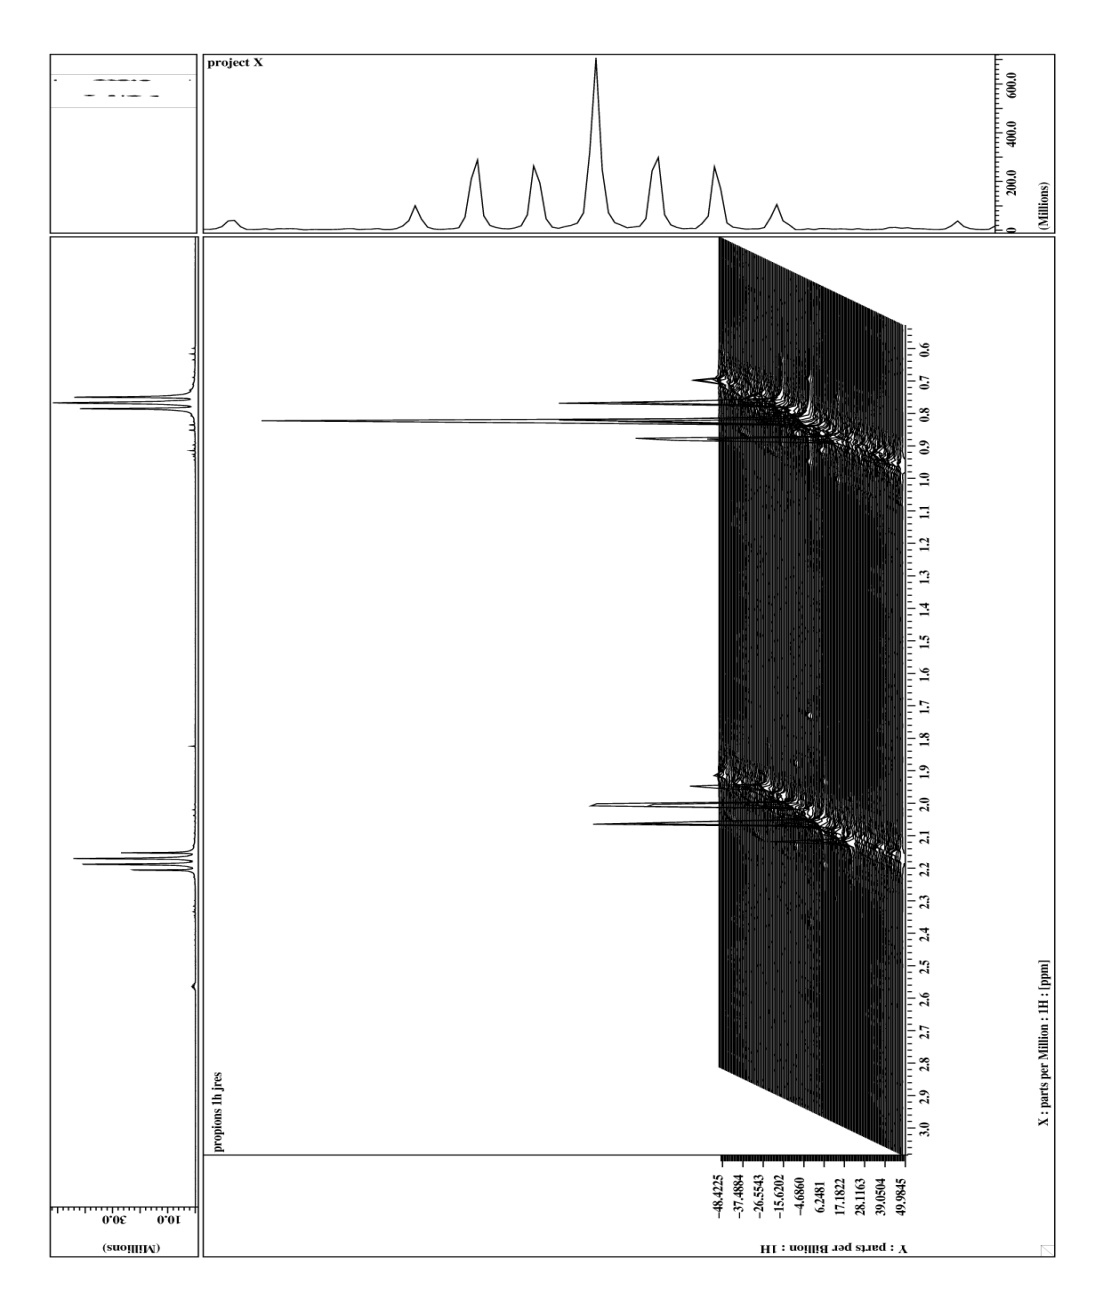 project X
0 200.0 400.0 600.0
(Millions)
0.6 0.7 0.8 0.9 1.0 1.1 1.2 1.3 1.4 1.5 1.6 1.7 1.8 1.9 2.0 2.1 2.2 2.3 2.4 2.5 2.6 2.7 2.8 2.9 3.0
X : parts per Million : 1H : [ppm]
propions 1h jres
−48.4225
−37.4884
−26.5543
−15.6202
−4.6860
6.2481
17.1822
28.1163
39.0504
49.9845
Y : parts per Billion : 1H
30.0 10.0
(Millions)